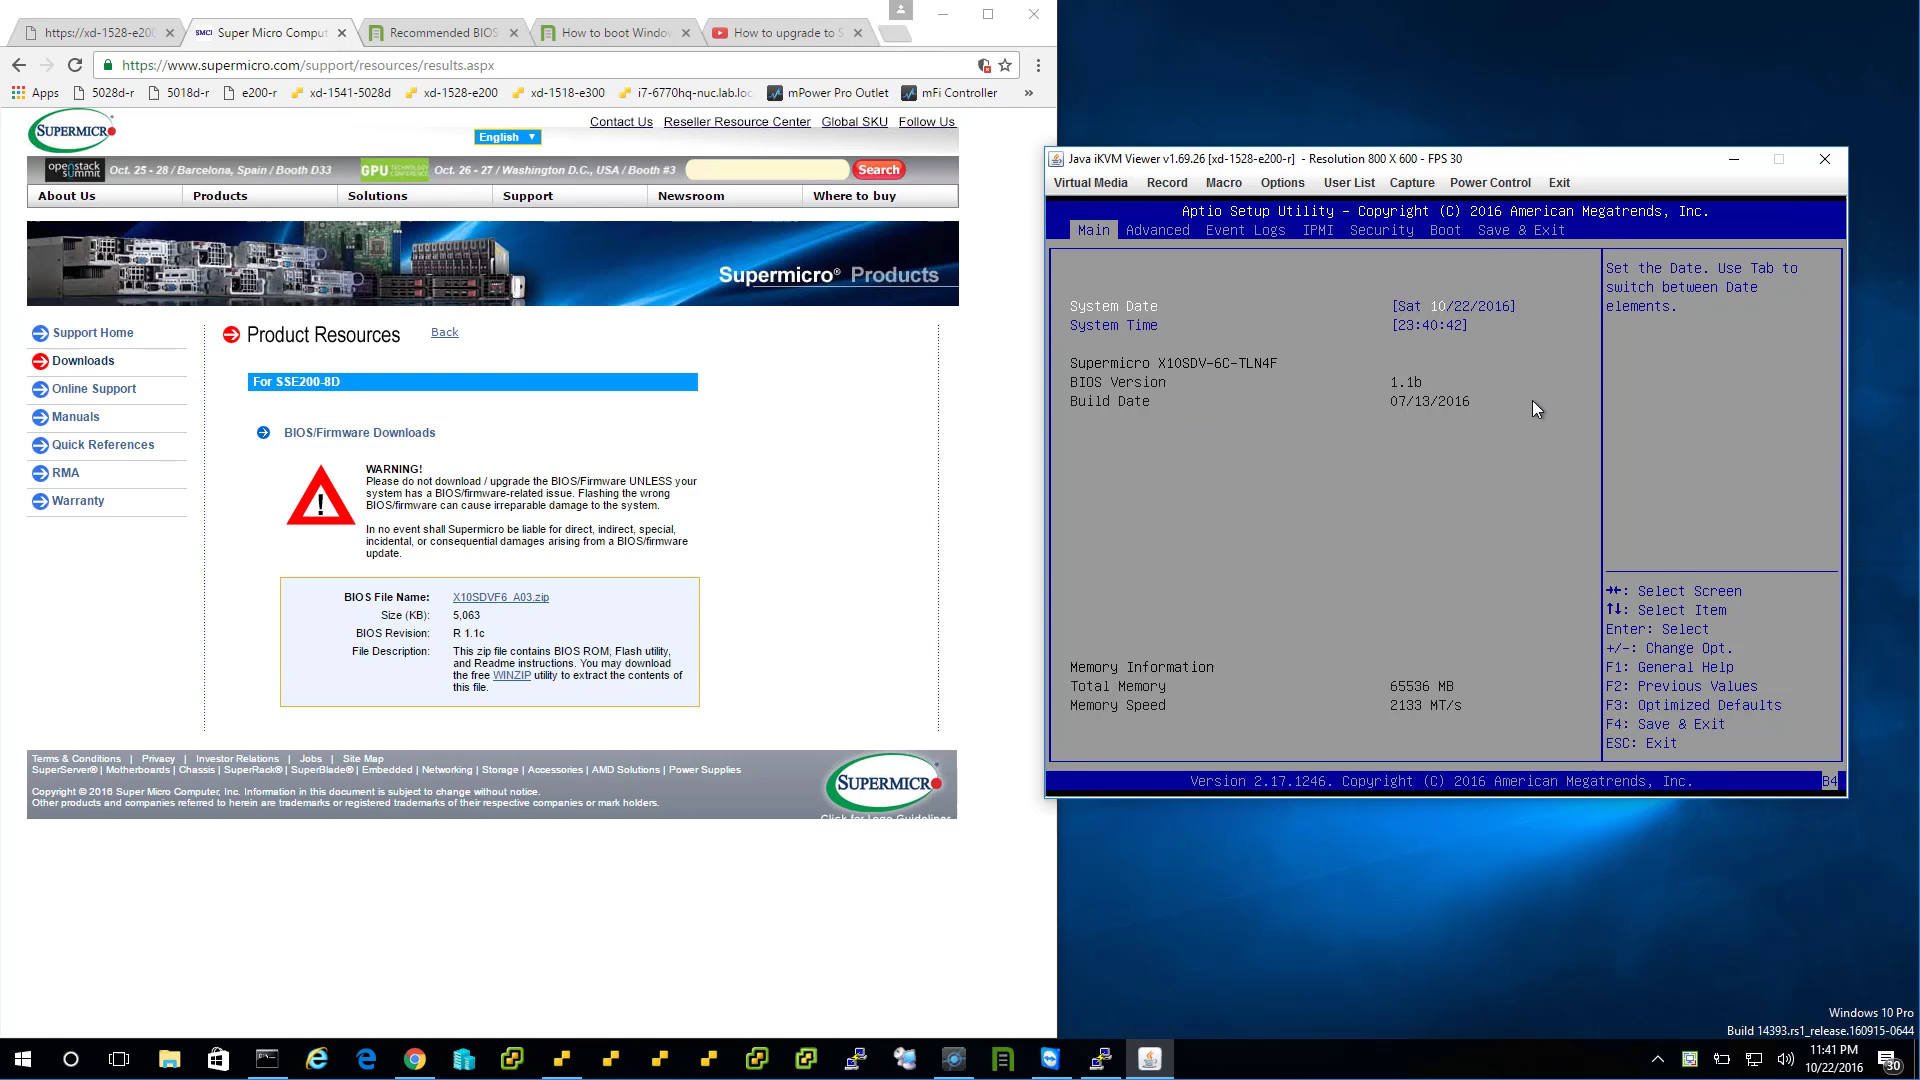 https://xd-1528-e200
SMCI Super Micro Comput
Recommended BIOS
How to boot Window
How to upgrade to S
https://www.supermicro.com/support/resources/results.aspx
Apps
5028d-r
5018d-r
e200-r
xd-1541-5028d
xd-1528-e200
xd-1518-e300
i7-6770hq-nuc.lab.loc
mPower Pro Outlet
mFi Controller
»
Contact Us
Reseller Resource Center
Global SKU
Follow Us
SUPERMICRO
English
openstack summit
Oct. 25 - 28 / Barcelona, Spain / Booth D33
GPU TECHNOLOGY CONFERENCE
Oct. 26 - 27 / Washington D.C., USA / Booth #3
Search
About Us
Products
Solutions
Support
Newsroom
Where to buy
Supermicro® Products
Support Home
Downloads
Online Support
Manuals
Quick References
RMA
Warranty
Product Resources
Back
For SSE200-8D
BIOS/Firmware Downloads
WARNING!
Please do not download / upgrade the BIOS/Firmware UNLESS your
system has a BIOS/firmware-related issue. Flashing the wrong
BIOS/firmware can cause irreparable damage to the system.
In no event shall Supermicro be liable for direct, indirect, special,
incidental, or consequential damages arising from a BIOS/firmware
update.
BIOS File Name: X10SDVF6_A03.zip
Size (KB): 5,063
BIOS Revision: R 1.1c
File Description: This zip file contains BIOS ROM, Flash utility,
and Readme instructions. You may download
the free WINZIP utility to extract the contents of
this file.
Terms & Conditions | Privacy | Investor Relations | Jobs | Site Map
SuperServer® | Motherboards | Chassis | SuperRack® | SuperBlade® | Embedded | Networking | Storage | Accessories | AMD Solutions | Power Supplies
Copyright © 2016 Super Micro Computer, Inc. Information in this document is subject to change without notice.
Other products and companies referred to herein are trademarks or registered trademarks of their respective companies or mark holders.
SUPERMICRO
Click for Logo Guidelines
Java iKVM Viewer v1.69.26 [xd-1528-e200-r] - Resolution 800 X 600 - FPS 30
Virtual Media
Record
Macro
Options
User List
Capture
Power Control
Exit
Aptio Setup Utility – Copyright (C) 2016 American Megatrends, Inc.
Main Advanced Event Logs IPMI Security Boot Save & Exit
System Date [Sat 10/22/2016]
System Time [23:40:42]
Supermicro X10SDV-6C-TLN4F
BIOS Version 1.1b
Build Date 07/13/2016
Memory Information
Total Memory 65536 MB
Memory Speed 2133 MT/s
Set the Date. Use Tab to
switch between Date
elements.
→←: Select Screen
↑↓: Select Item
Enter: Select
+/-: Change Opt.
F1: General Help
F2: Previous Values
F3: Optimized Defaults
F4: Save & Exit
ESC: Exit
Version 2.17.1246. Copyright (C) 2016 American Megatrends, Inc.
B4
Windows 10 Pro
Build 14393.rs1_release.160915-0644
11:41 PM
10/22/2016
30